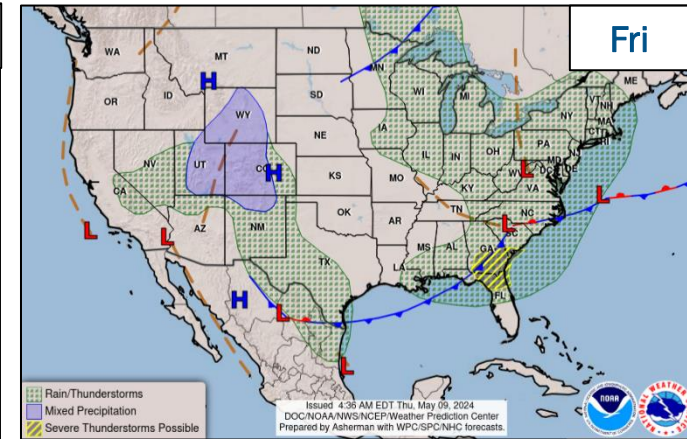 Fri
WA
MT
ND
MN
ME
H
OR
ID
SD
WI
MI
VT
NH
NY
MA
WY
CT
RI
IA
NE
PA
NV
UT
CO
H
IL
IN
OH
MD
DE
DC
L
WV
VA
CA
KS
MO
KY
L
NC
L
TN
L
L
AZ
NM
OK
AR
SC
MS
AL
GA
TX
LA
H
FL
L
L
Rain/Thunderstorms
Mixed Precipitation
Severe Thunderstorms Possible
Issued 4:36 AM EDT Thu, May 09, 2024
DOC/NOAA/NWS/NCEP/Weather Prediction Center
Prepared by Asherman with WPC/SPC/NHC forecasts.
NOAA